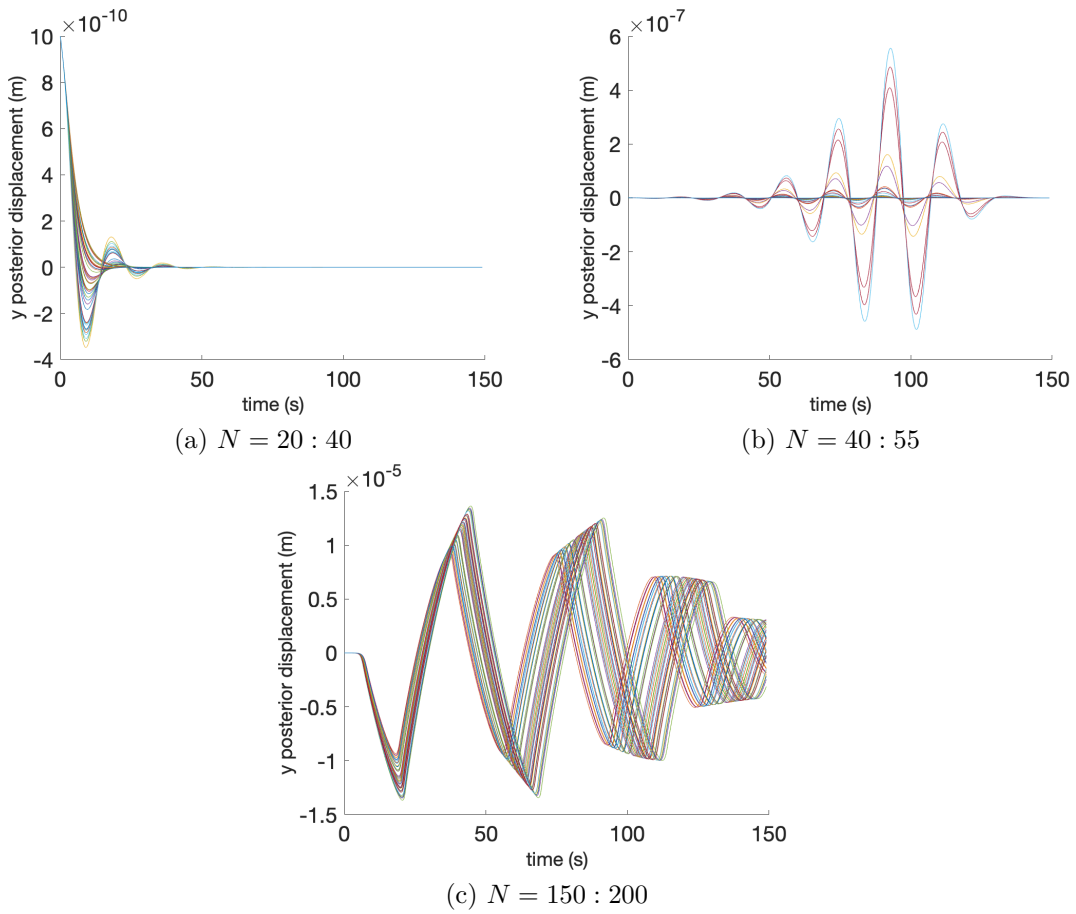 ×10⁻¹⁰
10
8
6
4
2
0
-2
-4
y posterior displacement (m)
0 50 100 150
time (s)
(a) N = 20 : 40
×10⁻⁷
6
4
2
0
-2
-4
-6
y posterior displacement (m)
0 50 100 150
time (s)
(b) N = 40 : 55
×10⁻⁵
1.5
1
0.5
0
-0.5
-1
-1.5
y posterior displacement (m)
0 50 100 150
time (s)
(c) N = 150 : 200